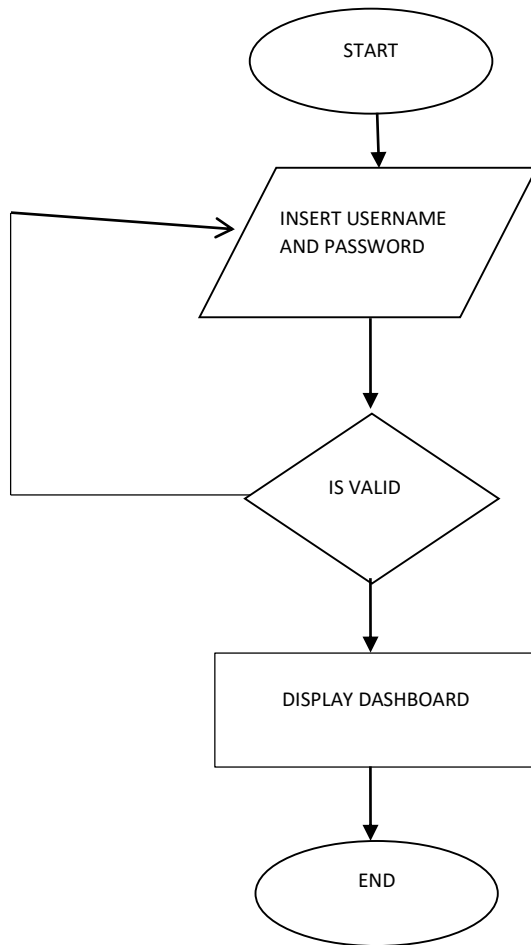 START
INSERT USERNAME
AND PASSWORD
IS VALID
DISPLAY DASHBOARD
END